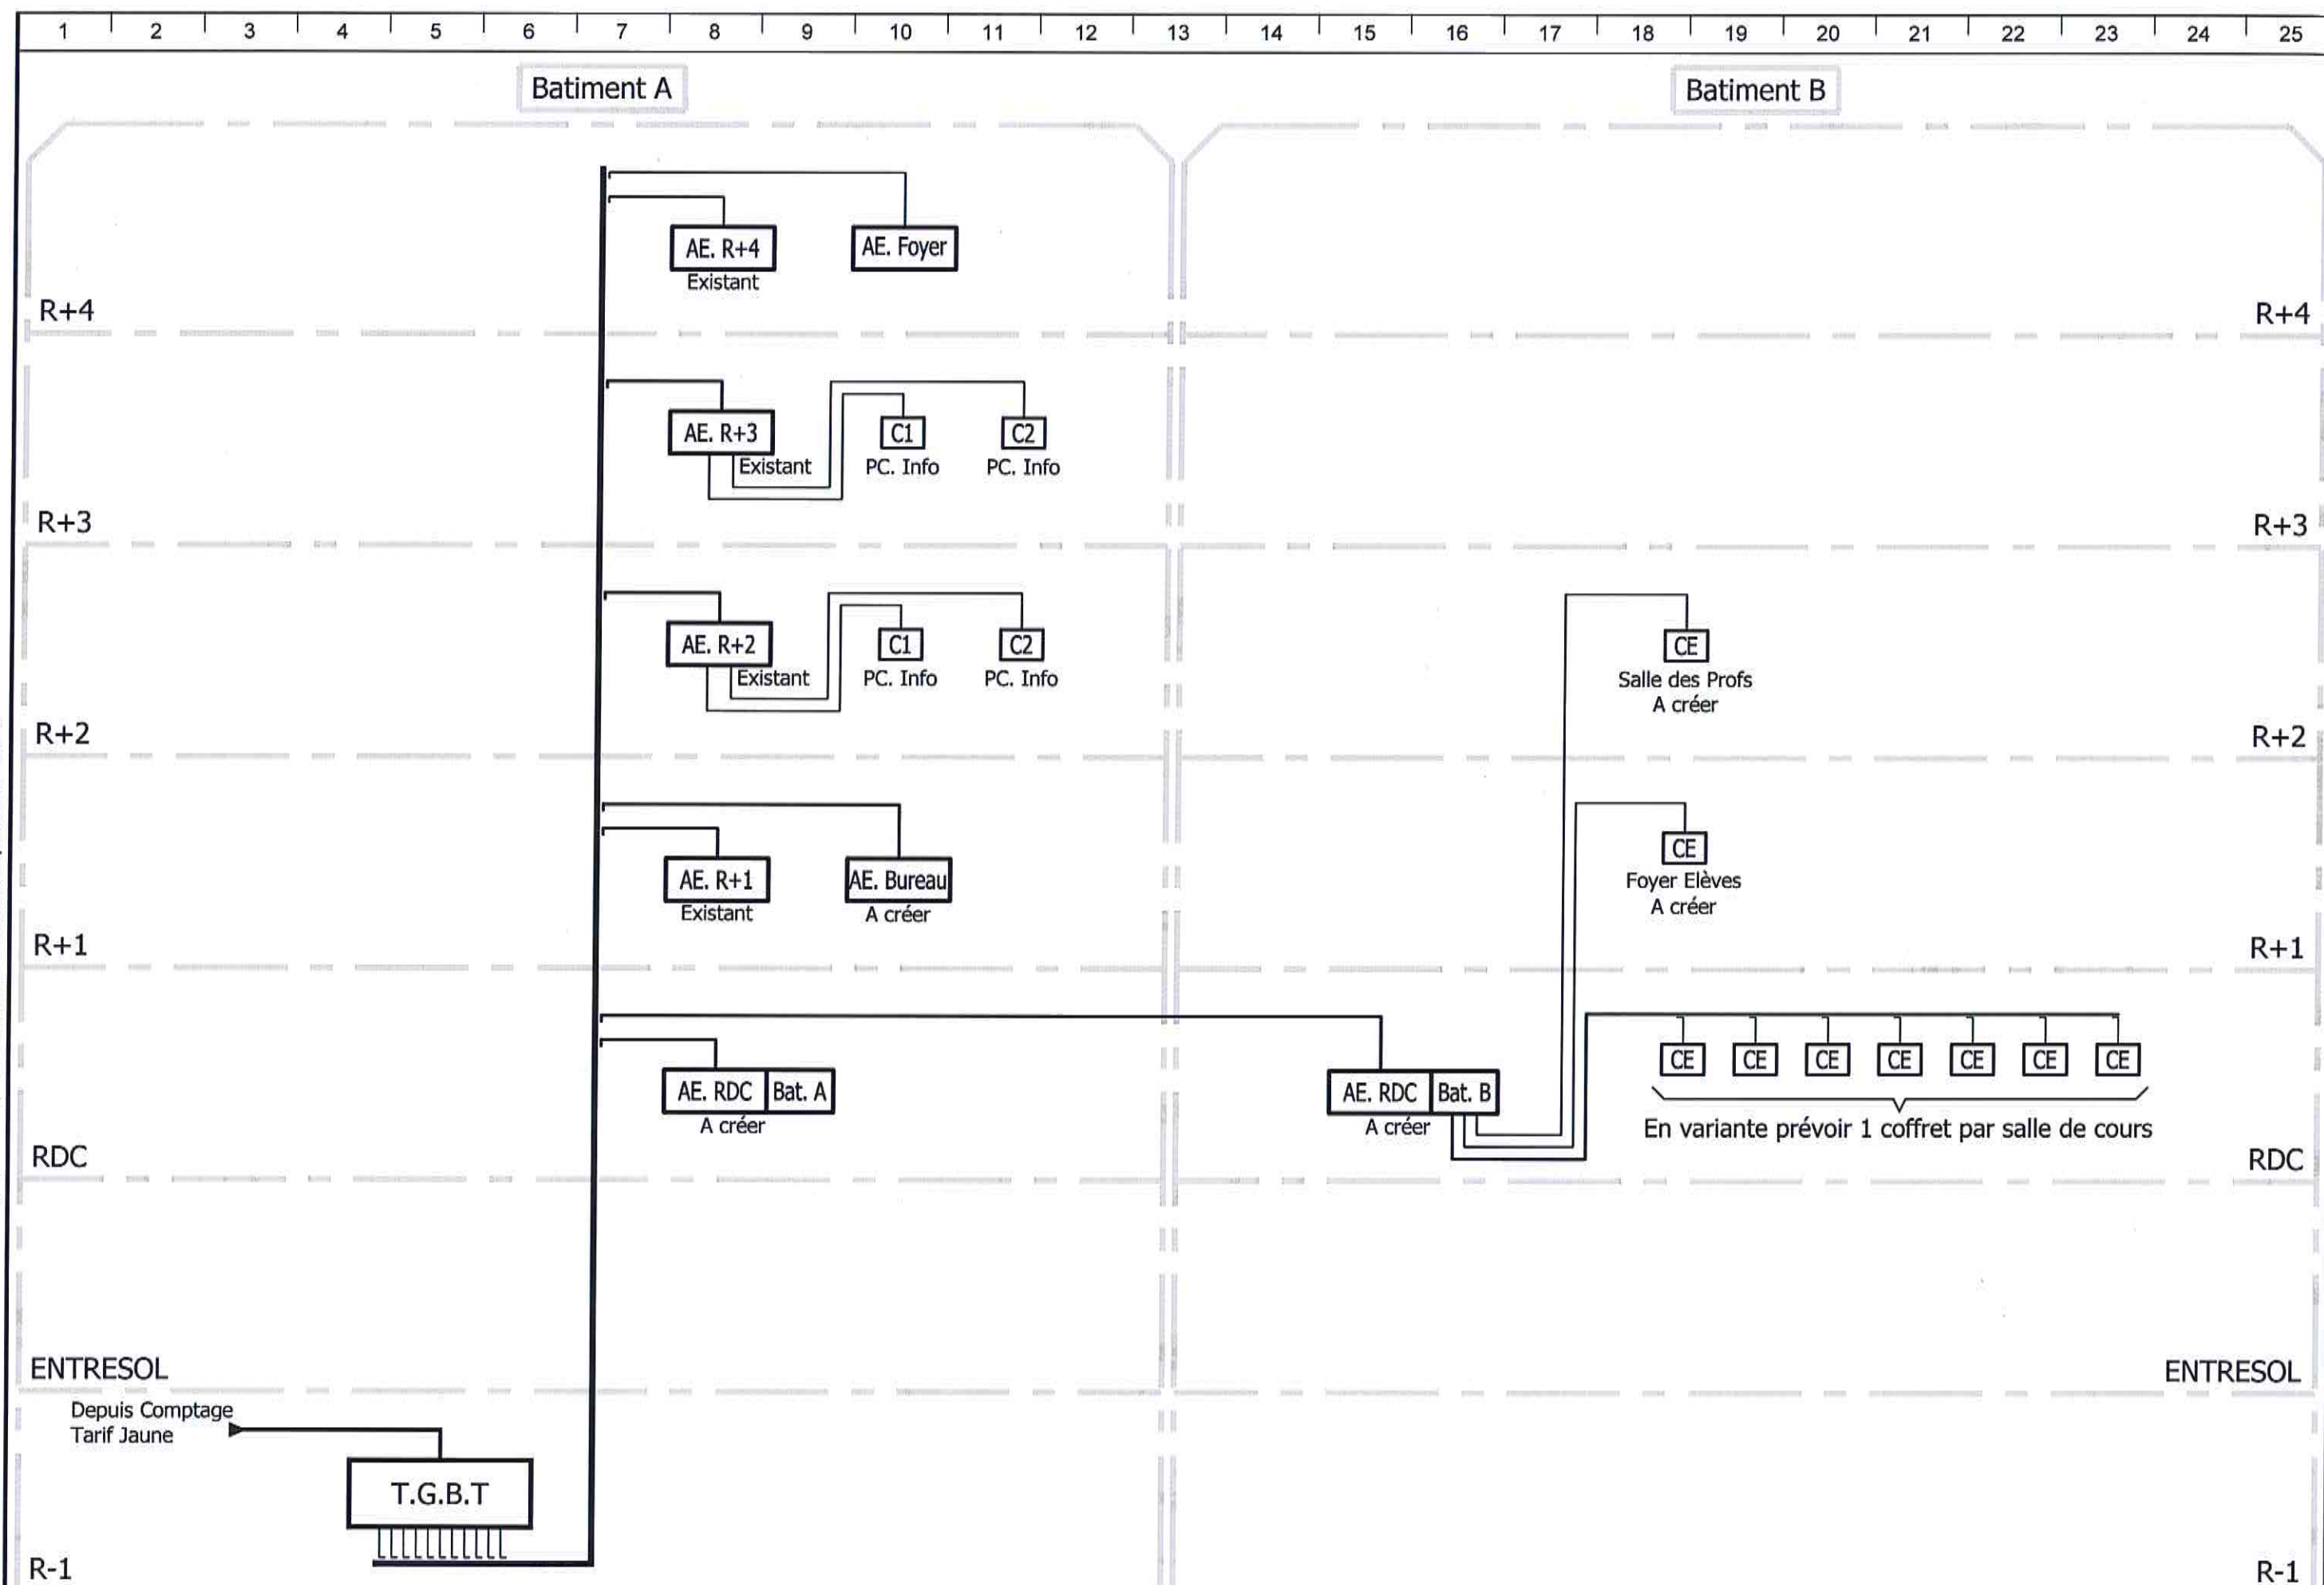 1 2 3 4 5 6 7 8 9 10 11 12 13 14 15 16 17 18 19 20 21 22 23 24 25
Batiment A
Batiment B
AE. R+4
AE. Foyer
Existant
R+4
R+4
AE. R+3
C1
C2
Existant
PC. Info
PC. Info
R+3
R+3
AE. R+2
C1
C2
CE
Existant
PC. Info
PC. Info
Salle des Profs
A créer
R+2
R+2
AE. R+1
AE. Bureau
CE
Existant
A créer
Foyer Elèves
A créer
R+1
R+1
AE. RDC Bat. A
A créer
AE. RDC Bat. B
A créer
CE CE CE CE CE CE CE
En variante prévoir 1 coffret par salle de cours
RDC
RDC
ENTRESOL
ENTRESOL
Depuis Comptage
Tarif Jaune
T.G.B.T
R-1
R-1